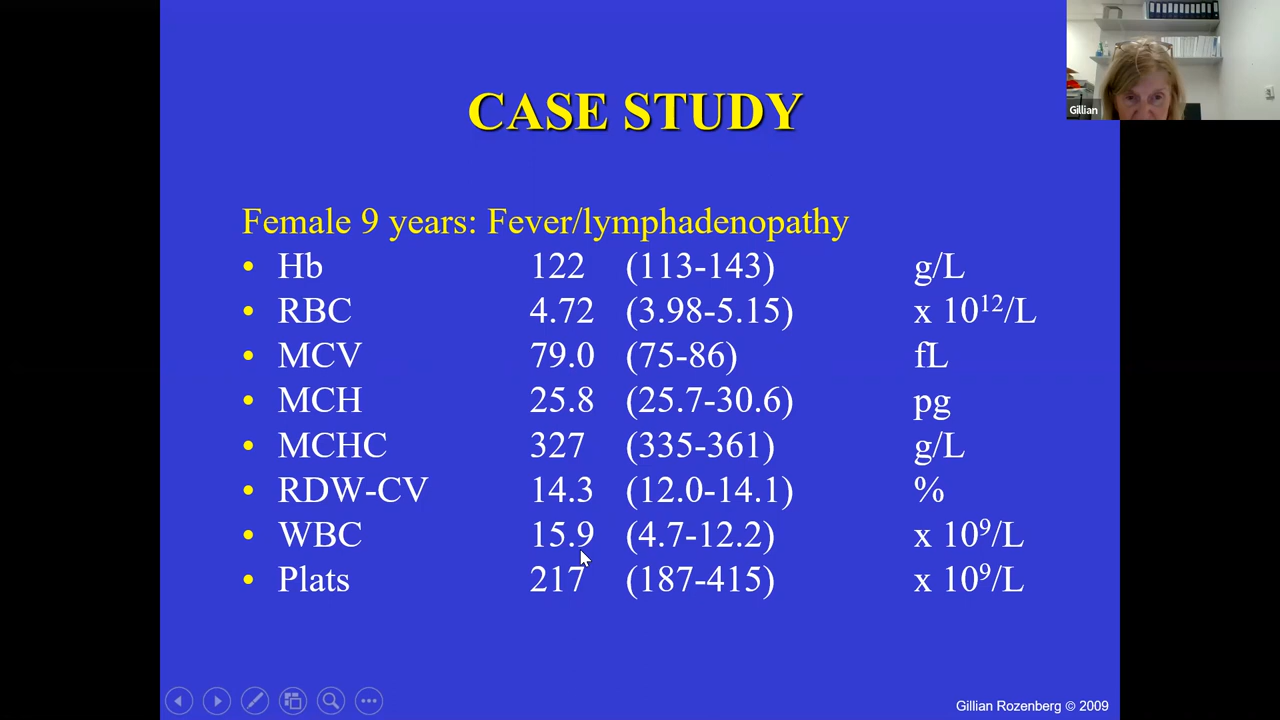 CASE STUDY
Gillian
Female 9 years: Fever/lymphadenopathy
• Hb 122 (113-143) g/L
• RBC 4.72 (3.98-5.15) x 10¹²/L
• MCV 79.0 (75-86) fL
• MCH 25.8 (25.7-30.6) pg
• MCHC 327 (335-361) g/L
• RDW-CV 14.3 (12.0-14.1) %
• WBC 15.9 (4.7-12.2) x 10⁹/L
• Plats 217 (187-415) x 10⁹/L
Gillian Rozenberg © 2009